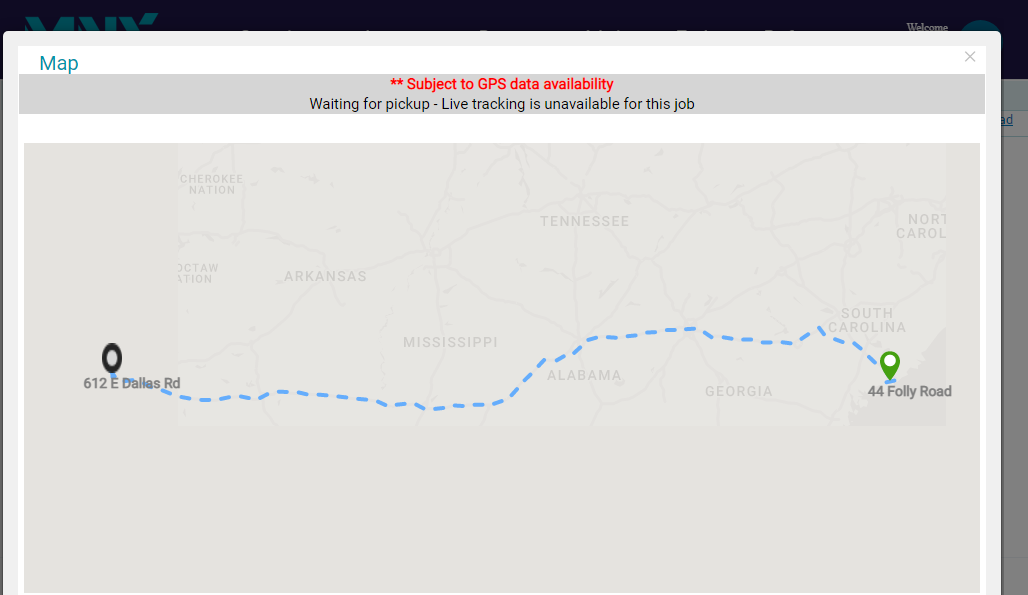 Welcome
Map
×
** Subject to GPS data availability
Waiting for pickup - Live tracking is unavailable for this job
ad
CHEROKEE
NATION
TENNESSEE
NORT
CAROL
OCTAW
ATION
ARKANSAS
SOUTH
CAROLINA
MISSISSIPPI
612 E Dallas Rd
ALABAMA
GEORGIA
44 Folly Road